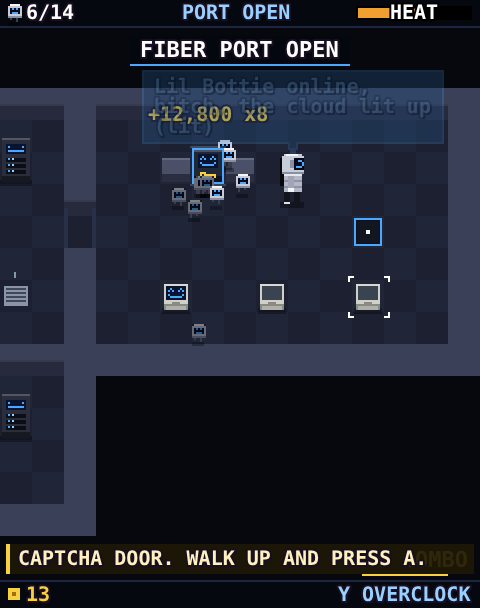 6/14
PORT OPEN
HEAT
FIBER PORT OPEN
Lil Bottie online,
bitch, the cloud lit up
(lit)
+12,800 x8
CAPTCHA DOOR. WALK UP AND PRESS A.
13
Y OVERCLOCK